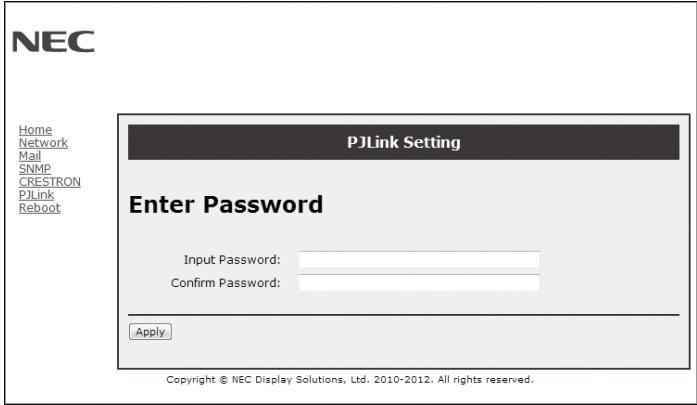 NEC
Home
Network
Mail
SNMP
CRESTRON
PJLink
Reboot
PJLink Setting
Enter Password
Input Password:
Confirm Password:
Apply
Copyright © NEC Display Solutions, Ltd. 2010-2012. All rights reserved.